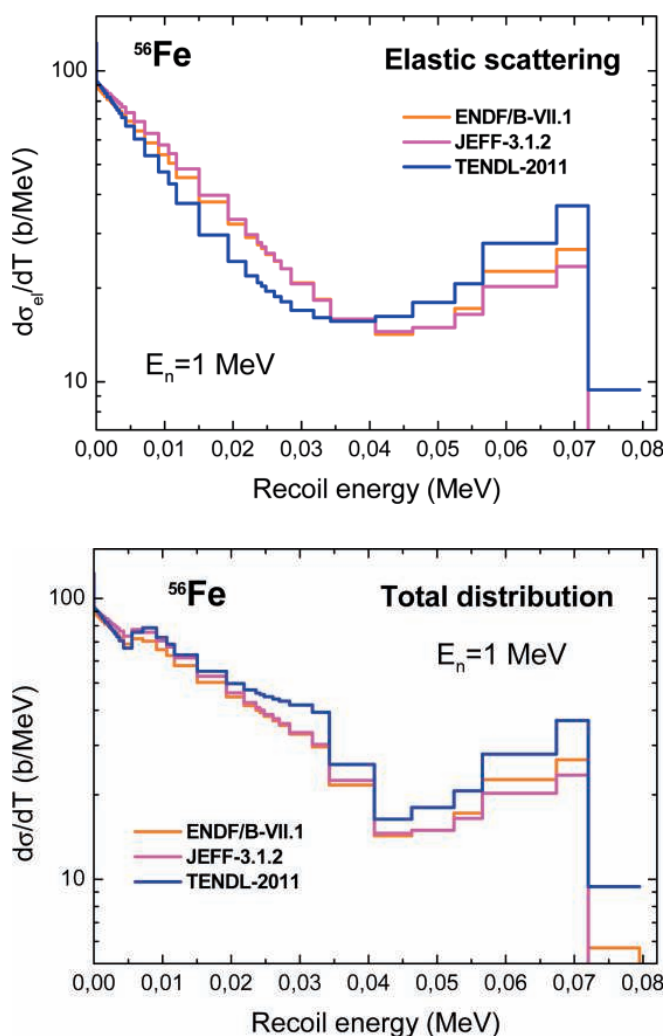 ⁵⁶Fe Elastic scattering
ENDF/B-VII.1
JEFF-3.1.2
TENDL-2011
100
10
dσₑₗ/dT (b/MeV)
Eₙ=1 MeV
0,00 0,01 0,02 0,03 0,04 0,05 0,06 0,07 0,08
Recoil energy (MeV)
⁵⁶Fe Total distribution
Eₙ=1 MeV
100
10
dσ/dT (b/MeV)
ENDF/B-VII.1
JEFF-3.1.2
TENDL-2011
0,00 0,01 0,02 0,03 0,04 0,05 0,06 0,07 0,08
Recoil energy (MeV)